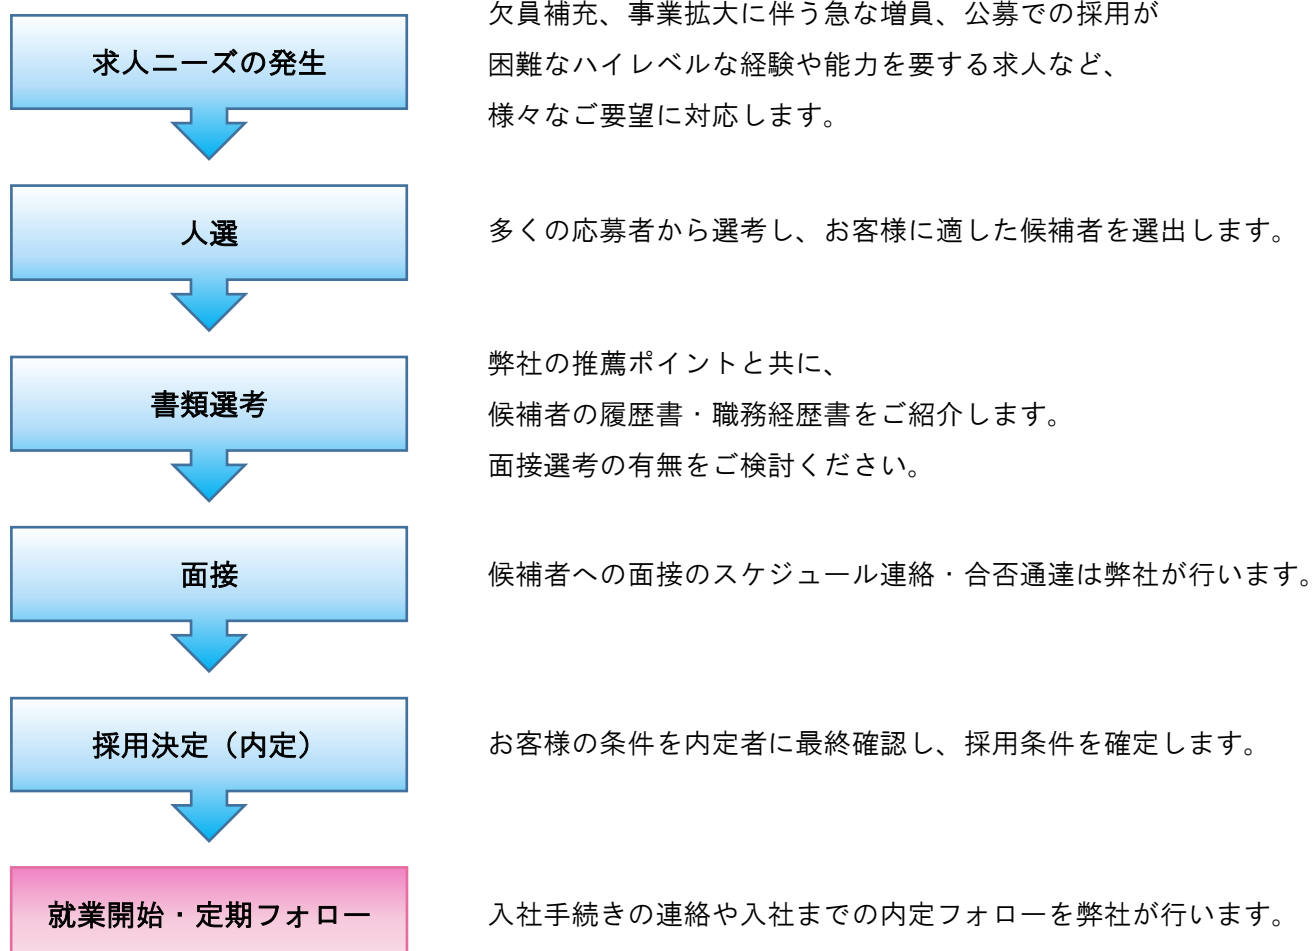 欠員補充、事業拡大に伴う急な増員、公募での採用が
求人ニーズの発生
困難なハイレベルな経験や能力を要する求人など、
様々なご要望に対応します。
人選
多くの応募者から選考し、お客様に適した候補者を選出します。
書類選考
弊社の推薦ポイントと共に、
候補者の履歴書・職務経歴書をご紹介します。
面接選考の有無をご検討ください。
面接
候補者への面接のスケジュール連絡・合否通達は弊社が行います。
採用決定（内定）
お客様の条件を内定者に最終確認し、採用条件を確定します。
就業開始・定期フォロー
入社手続きの連絡や入社までの内定フォローを弊社が行います。